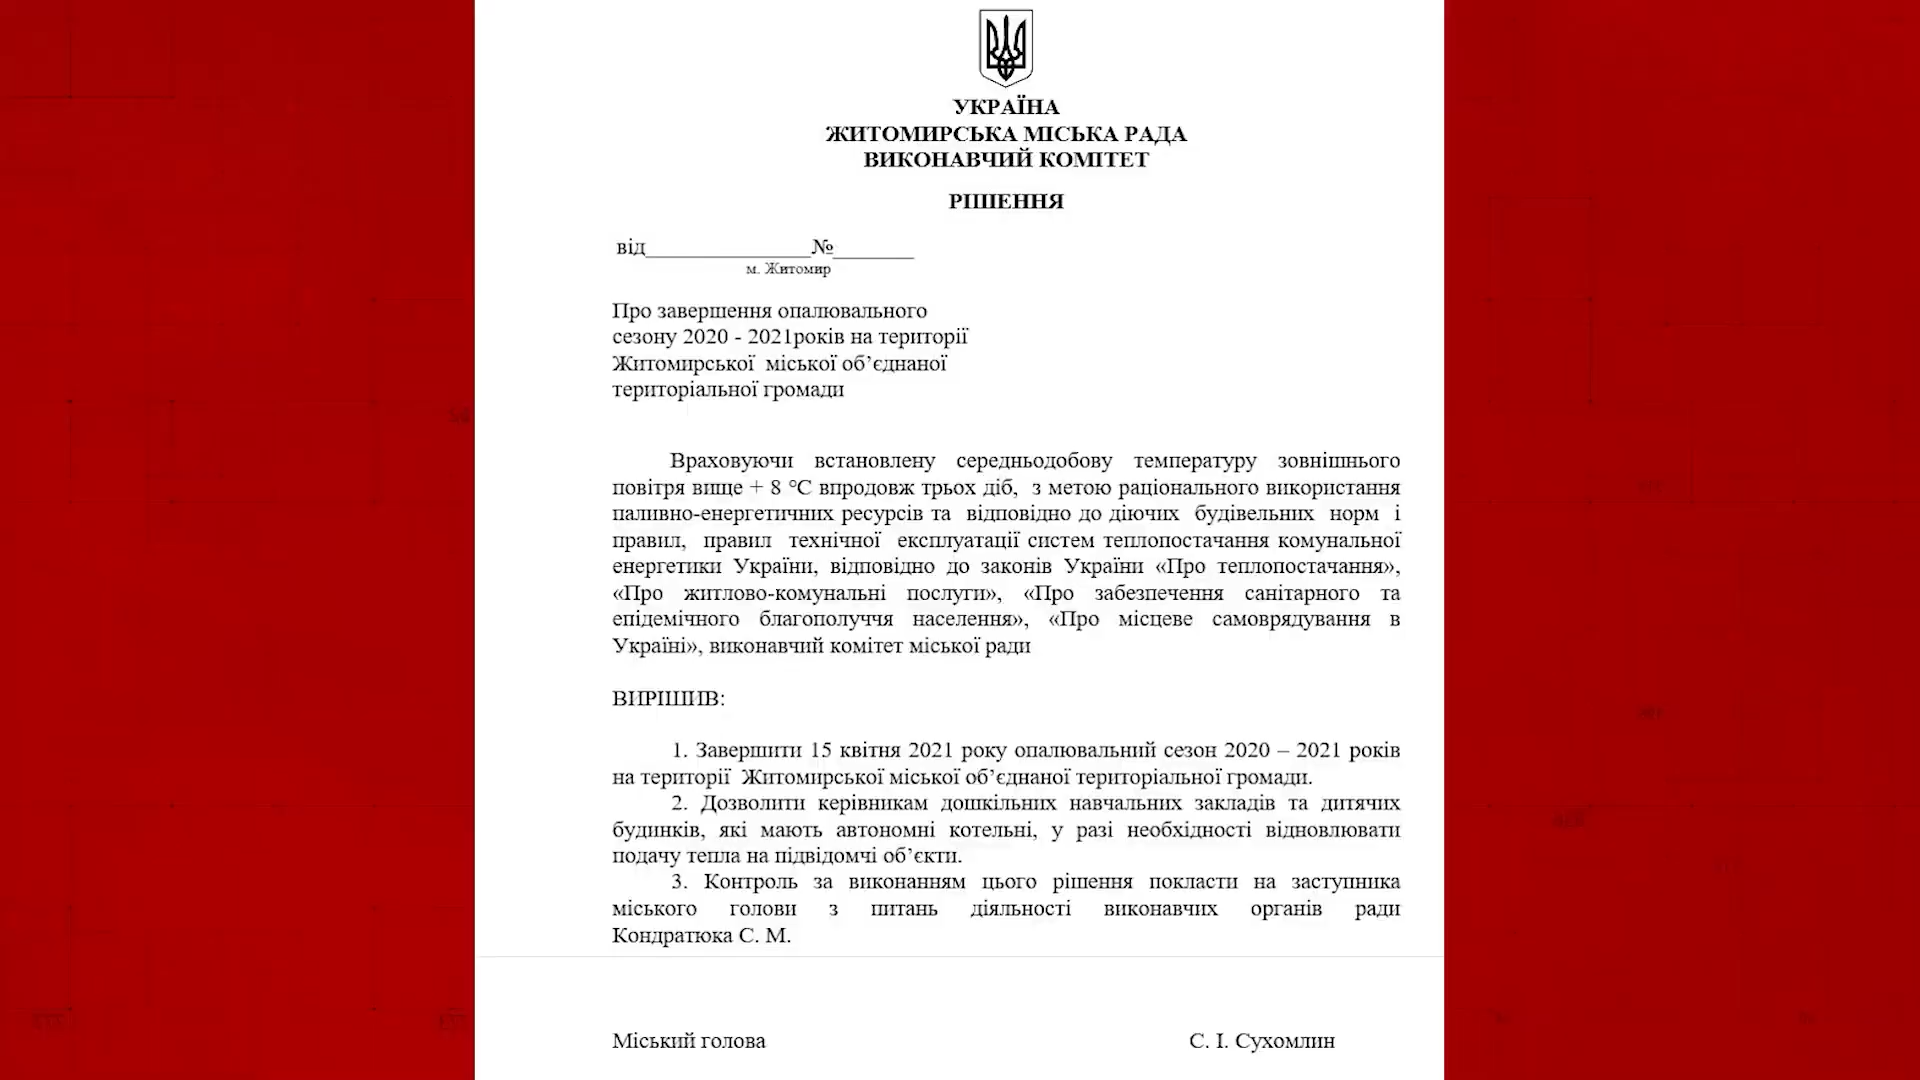 УКРАЇНА
ЖИТОМИРСЬКА МІСЬКА РАДА
ВИКОНАВЧИЙ КОМІТЕТ
РІШЕННЯ
від_______________№________
м. Житомир
Про завершення опалювального
сезону 2020 - 2021років на території
Житомирської міської об’єднаної
територіальної громади
Враховуючи встановлену середньодобову температуру зовнішнього
повітря вище + 8 °С впродовж трьох діб, з метою раціонального використання
паливно-енергетичних ресурсів та відповідно до діючих будівельних норм і
правил, правил технічної експлуатації систем теплопостачання комунальної
енергетики України, відповідно до законів України «Про теплопостачання»,
«Про житлово-комунальні послуги», «Про забезпечення санітарного та
епідемічного благополуччя населення», «Про місцеве самоврядування в
Україні», виконавчий комітет міської ради
ВИРІШИВ:
1. Завершити 15 квітня 2021 року опалювальний сезон 2020 – 2021 років
на території Житомирської міської об’єднаної територіальної громади.
2. Дозволити керівникам дошкільних навчальних закладів та дитячих
будинків, які мають автономні котельні, у разі необхідності відновлювати
подачу тепла на підвідомчі об’єкти.
3. Контроль за виконанням цього рішення покласти на заступника
міського голови з питань діяльності виконавчих органів ради
Кондратюка С. М.
Міський голова С. І. Сухомлин